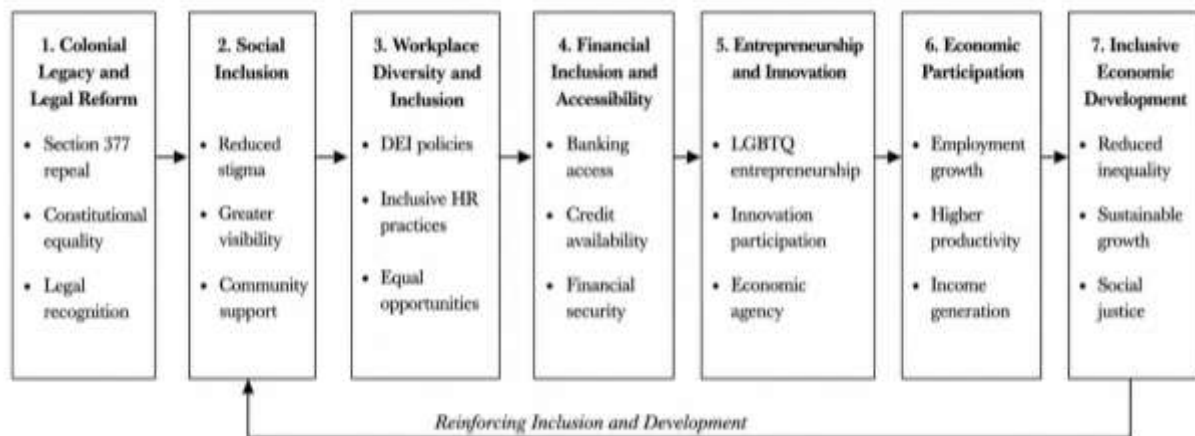 1. Colonial
Legacy and
Legal Reform
• Section 377
repeal
• Constitutional
equality
• Legal
recognition
2. Social
Inclusion
• Reduced
stigma
• Greater
visibility
• Community
support
3. Workplace
Diversity and
Inclusion
• DEI policies
• Inclusive HR
practices
• Equal
opportunities
4. Financial
Inclusion and
Accessibility
• Banking
access
• Credit
availability
• Financial
security
5. Entrepreneurship
and Innovation
• LGBTQ
entrepreneurship
• Innovation
participation
• Economic
agency
6. Economic
Participation
• Employment
growth
• Higher
productivity
• Income
generation
7. Inclusive
Economic
Development
• Reduced
inequality
• Sustainable
growth
• Social
justice
Reinforcing Inclusion and Development